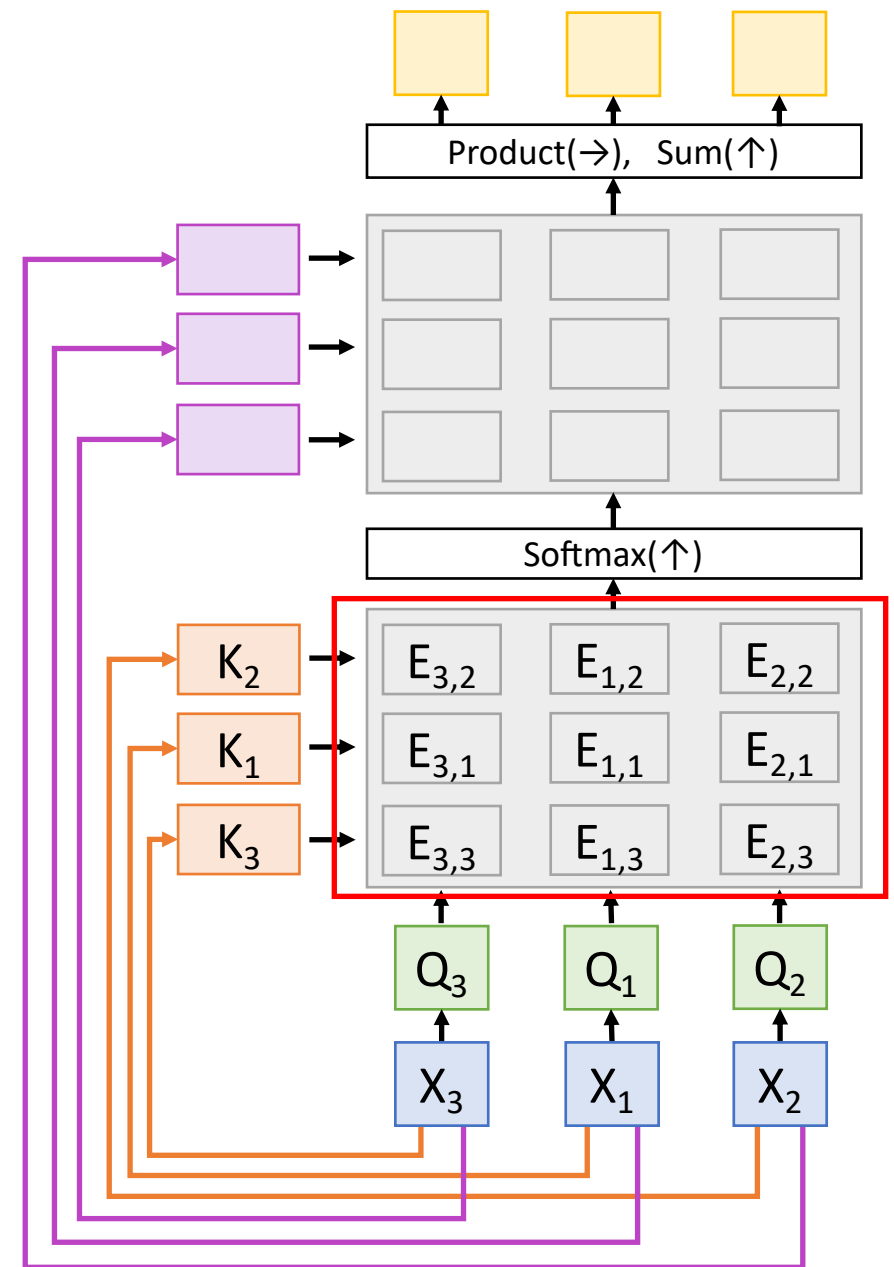 Product(→), Sum(↑)
Softmax(↑)
K₂ E₃,₂ E₁,₂ E₂,₂
K₁ E₃,₁ E₁,₁ E₂,₁
K₃ E₃,₃ E₁,₃ E₂,₃
Q₃ Q₁ Q₂
X₃ X₁ X₂